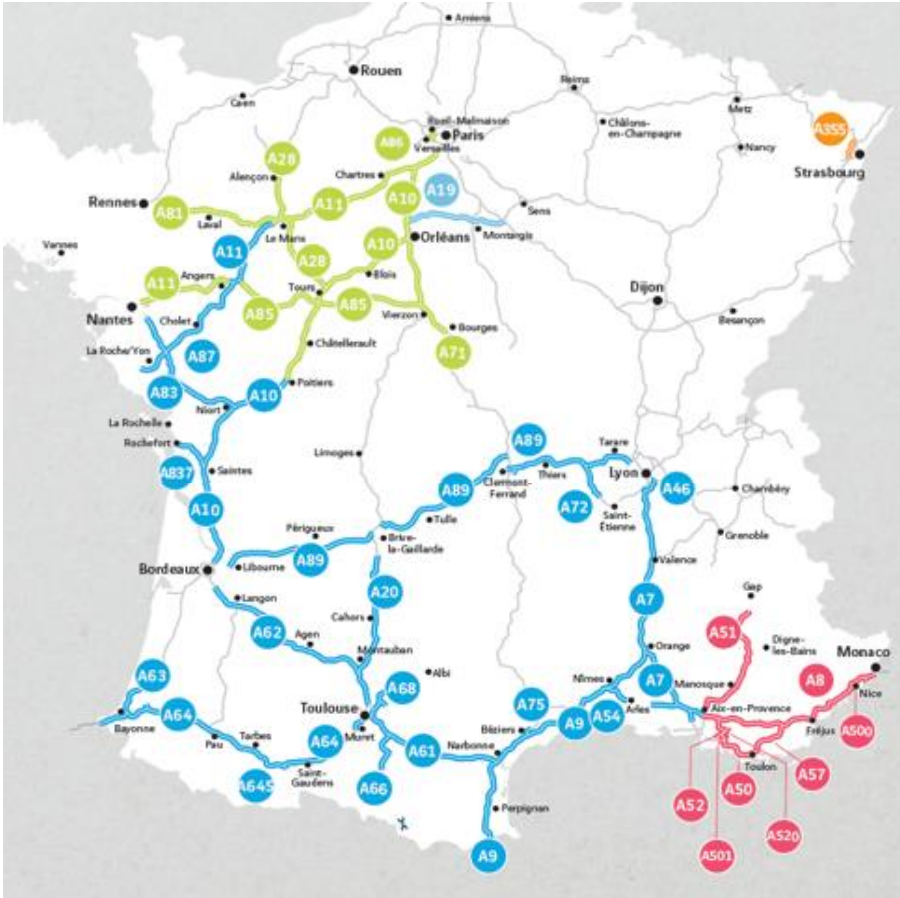 Amiens
Rouen
Reims
Caen
Metz
Rueil-Malmaison
Paris
Châlons-
en-Champagne
A355
A86
Versailles
Nancy
Strasbourg
A28
Alençon
Chartres
A19
Rennes
A81
A11
A10
Sens
Laval
Le Mans
Orléans
Montargis
Vannes
A11
A10
A28
Blois
Angers
A11
Tours
Dijon
A85
A85
Vierzon
Nantes
Cholet
Bourges
Besançon
Châtellerault
La Roche/Yon
A87
A71
A83
A10
Poitiers
Niort
La Rochelle
Rochefort
A89
Tarare
Limoges
A837
Saintes
Clermont-
Ferrand
Thiers
Lyon
A46
A89
Chambéry
A10
A72
Saint-
Étienne
Périgueux
Tulle
Brive-
la-Gaillarde
Grenoble
A89
Valence
Bordeaux
Libourne
A20
Langon
Gap
A7
Cahors
A62
Agen
A51
Digne-
les-Bains
Montauban
Orange
Monaco
A63
Albi
Nîmes
A7
Manosque
A8
Nice
A68
A75
Toulouse
Arles
Aix-en-Provence
A64
A9
A54
Bayonne
Muret
Béziers
Fréjus
A500
Pau
Tarbes
A64
A61
Narbonne
Toulon
A57
Saint-
Gaudens
A645
A66
A50
A52
Perpignan
A520
A9
A501